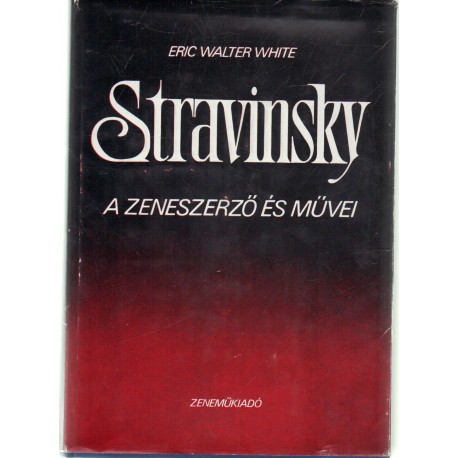 ERIC WALTER WHITE
Stravinsky
A ZENESZERZŐ ÉS MŰVEI
ZENEMŰKIADÓ